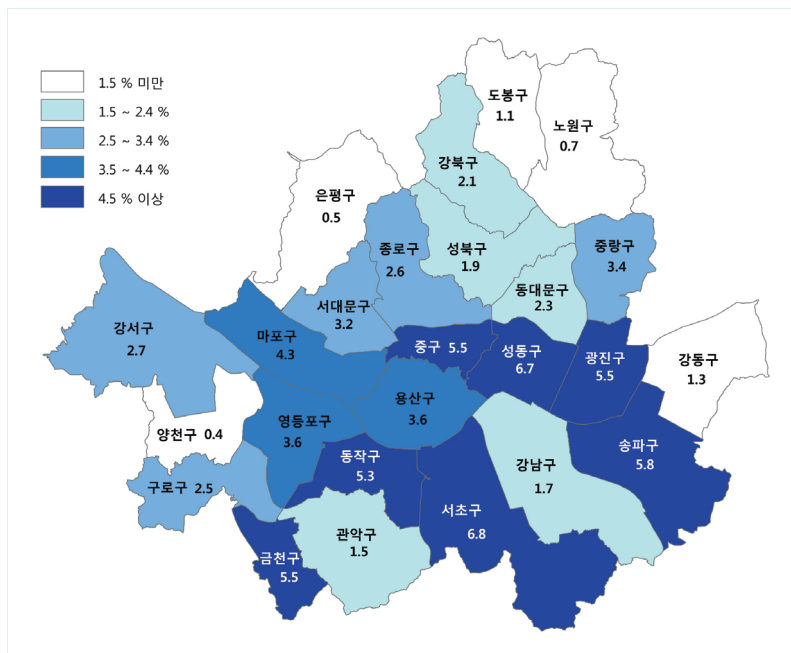 1.5 % 미만
1.5 ~ 2.4 %
2.5 ~ 3.4 %
3.5 ~ 4.4 %
4.5 % 이상
도봉구
1.1
노원구
0.7
강북구
2.1
은평구
0.5
종로구
2.6
성북구
1.9
중랑구
3.4
동대문구
2.3
서대문구
3.2
강서구
2.7
마포구
4.3
중구 5.5
성동구
6.7
광진구
5.5
강동구
1.3
용산구
3.6
양천구 0.4
영등포구
3.6
송파구
5.8
동작구
5.3
강남구
1.7
구로구 2.5
서초구
6.8
관악구
1.5
금천구
5.5